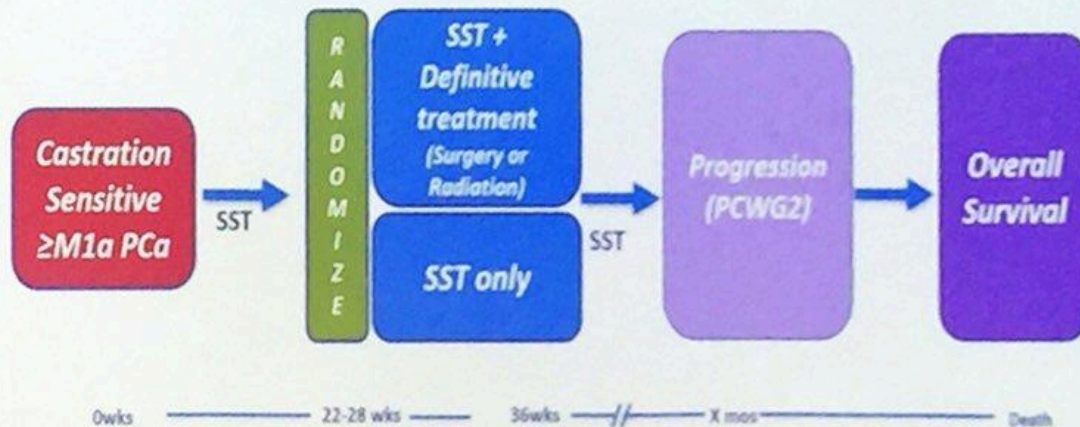 Castration
Sensitive
≥M1a PCa
SST
RANDOMIZE
SST +
Definitive
treatment
(Surgery or
Radiation)
SST only
SST
Progression
(PCWG2)
Overall
Survival
0wks
22-28 wks
36wks
X mos
Death